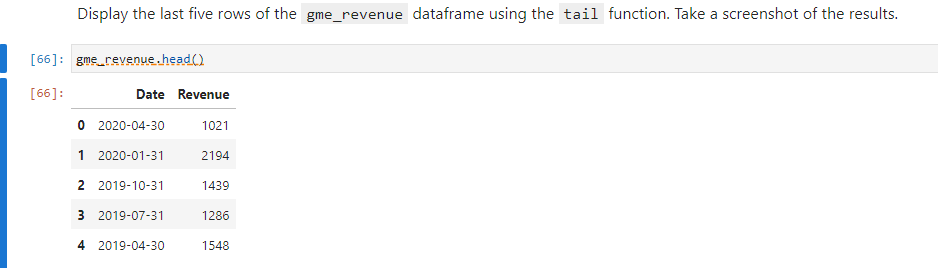 Display the last five rows of the gme_revenue dataframe using the tail function. Take a screenshot of the results.
[66]: gme_revenue.head()
[66]: Date Revenue
0 2020-04-30 1021
1 2020-01-31 2194
2 2019-10-31 1439
3 2019-07-31 1286
4 2019-04-30 1548